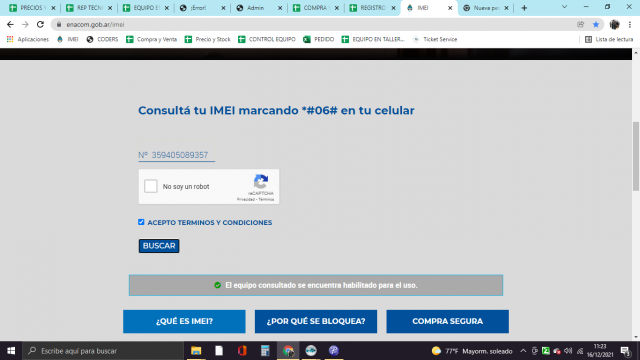 PRECIOS Y
REP TECN
EQUIPO E
¡Error!
Admin
COMPRA
REGISTRO
IMEI
Nueva pe
enacom.gob.ar/imei
Aplicaciones
IMEI
CODERS
Compra y Venta
Precio y Stock
CONTROL EQUIPO
PEDIDO
EQUIPO EN TALLER...
Ticket Service
Lista de lectura
Consultá tu IMEI marcando *#06# en tu celular
Nº 359405089357
No soy un robot
reCAPTCHA
Privacidad - Términos
ACEPTO TERMINOS Y CONDICIONES
BUSCAR
El equipo consultado se encuentra habilitado para el uso.
¿QUÉ ES IMEI?
¿POR QUÉ SE BLOQUEA?
COMPRA SEGURA
Escribe aquí para buscar
77°F Mayorm. soleado
11:23
16/12/2021